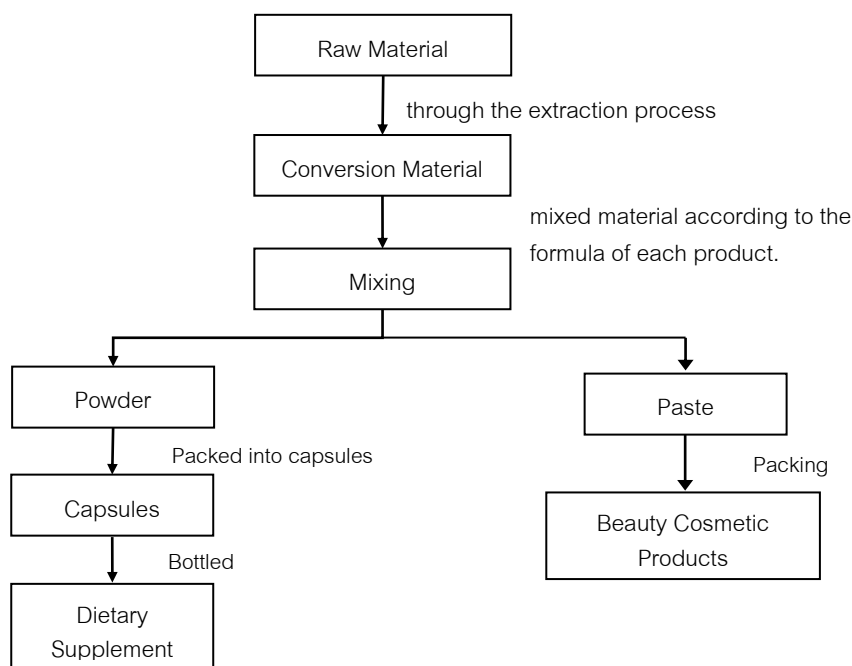 Raw Material
through the extraction process
Conversion Material
mixed material according to the
formula of each product.
Mixing
Powder
Paste
Packed into capsules
Packing
Capsules
Beauty Cosmetic
Products
Bottled
Dietary
Supplement